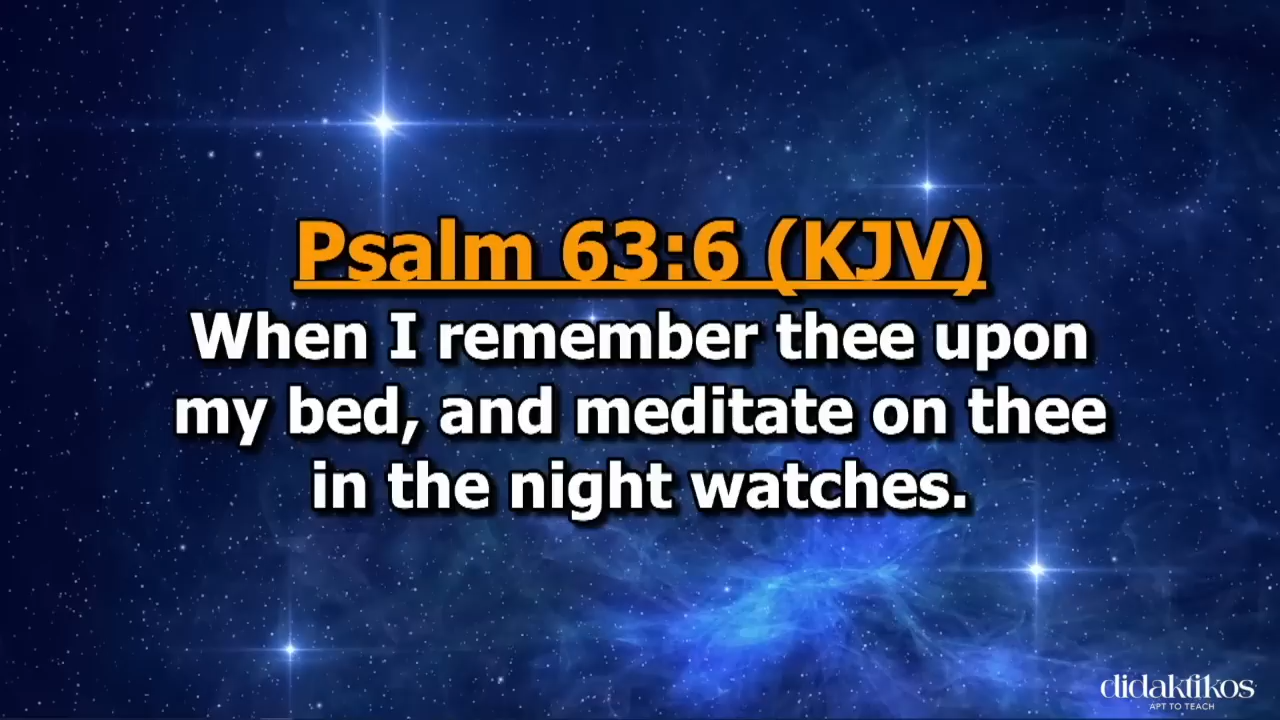 Psalm 63:6 (KJV)
When I remember thee upon
my bed, and meditate on thee
in the night watches.
didaktikos
APT TO TEACH